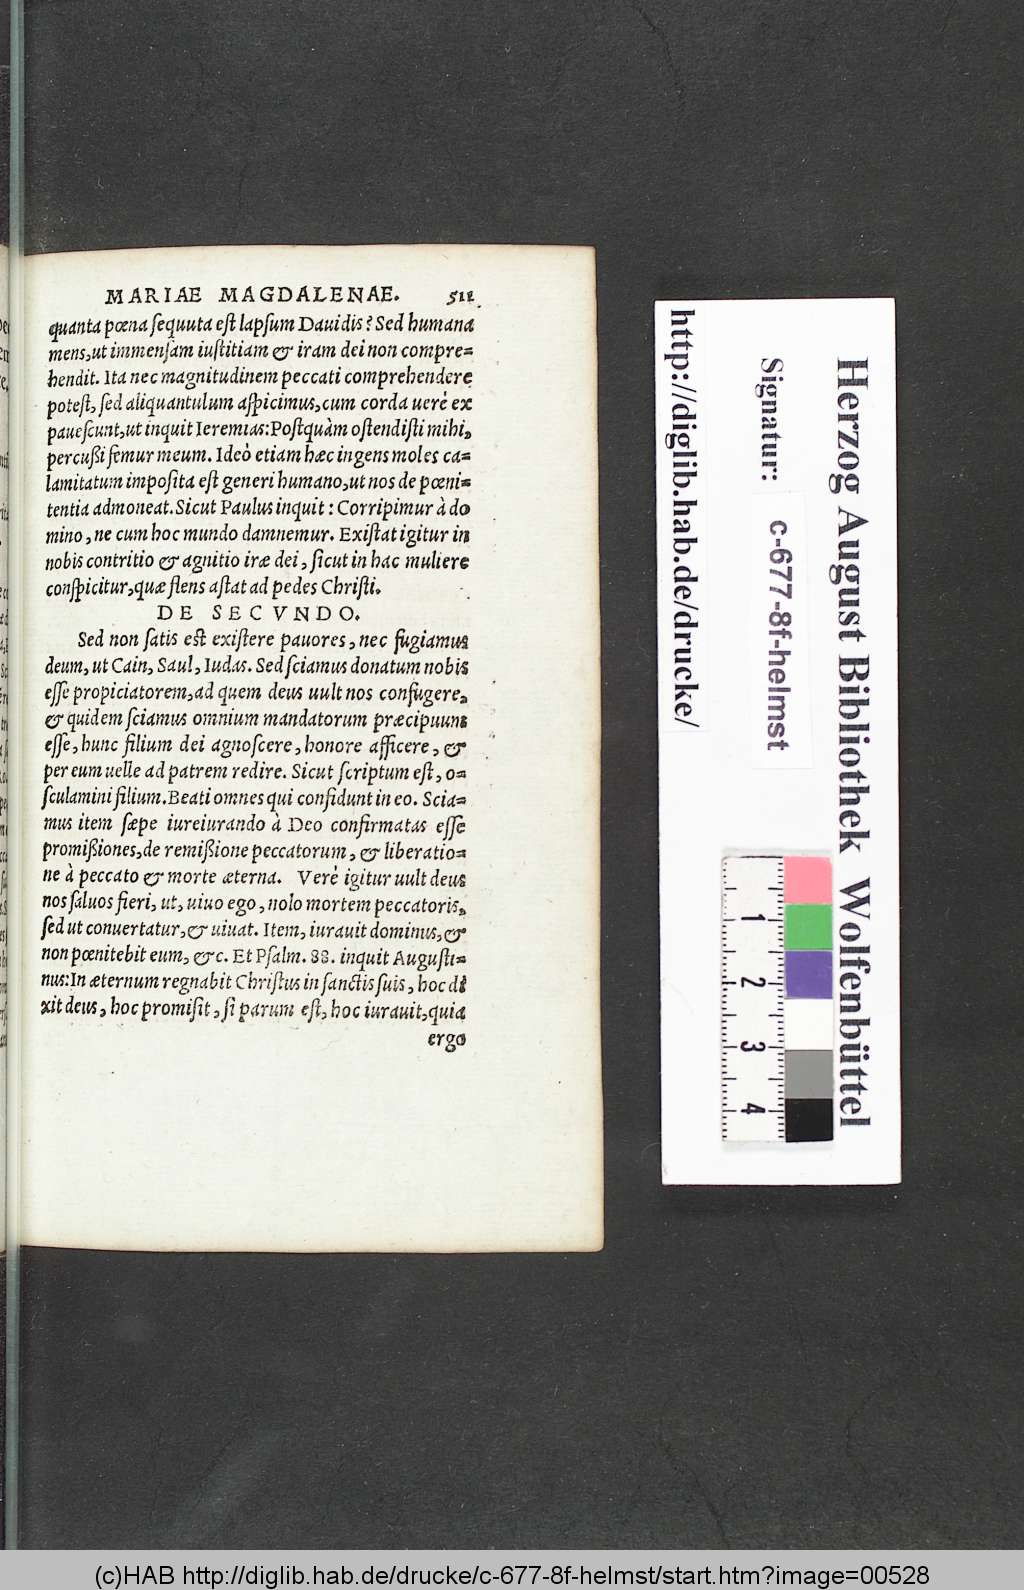 MARIAE MAGDALENAE. 511
quanta pœna sequuta est lapsum Dauidis? Sed humana
mens, ut immensam iustitiam & iram dei non compre=
hendit. Ita nec magnitudinem peccati comprehendere
potest, sed aliquantulum aspicimus, cum corda uerè ex
pauescunt, ut inquit Ieremias: Postquàm ostendisti mihi,
percußi femur meum. Ideò etiam hæc ingens moles ca=
lamitatum imposita est generi humano, ut nos de pœni=
tentia admoneat. Sicut Paulus inquit: Corripimur à do
mino, ne cum hoc mundo damnemur. Existat igitur in
nobis contritio & agnitio iræ dei, sicut in hac muliere
conspicitur, quæ flens astat ad pedes Christi.
DE SECVNDO.
Sed non satis est existere pauores, nec fugiamus
deum, ut Cain, Saul, Iudas. Sed sciamus donatum nobis
esse propiciatorem, ad quem deus uult nos confugere,
& quidem sciamus omnium mandatorum præcipuum
esse, hunc filium dei agnoscere, honore afficere, &
per eum uelle ad patrem redire. Sicut scriptum est, o=
sculamini filium. Beati omnes qui confidunt in eo. Scia=
mus item sæpe iureiurando à Deo confirmatas esse
promißiones, de remißione peccatorum, & liberatio=
ne à peccato & morte æterna. Verè igitur uult deus
nos saluos fieri, ut, uiuo ego, nolo mortem peccatoris,
sed ut conuertatur, & uiuat. Item, iurauit dominus, &
non pœnitebit eum, &c. Et Psalm. 88. inquit Augusti=
nus: In æternum regnabit Christus in sanctis suis, hoc di
xit deus, hoc promisit, si parum est, hoc iurauit, quia
ergo
Herzog August Bibliothek Wolfenbüttel
Signatur: c-677-8f-helmst
http://diglib.hab.de/drucke/
1
2
3
4
(c)HAB http://diglib.hab.de/drucke/c-677-8f-helmst/start.htm?image=00528